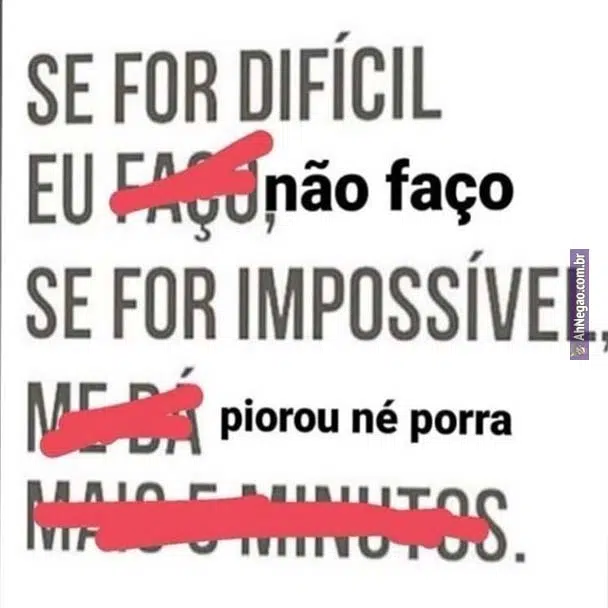 SE FOR DIFÍCIL
EU FAÇO, não faço
SE FOR IMPOSSÍVEL,
ME DÁ piorou né porra
MAIS 5 MINUTOS.
AhNegao.com.br